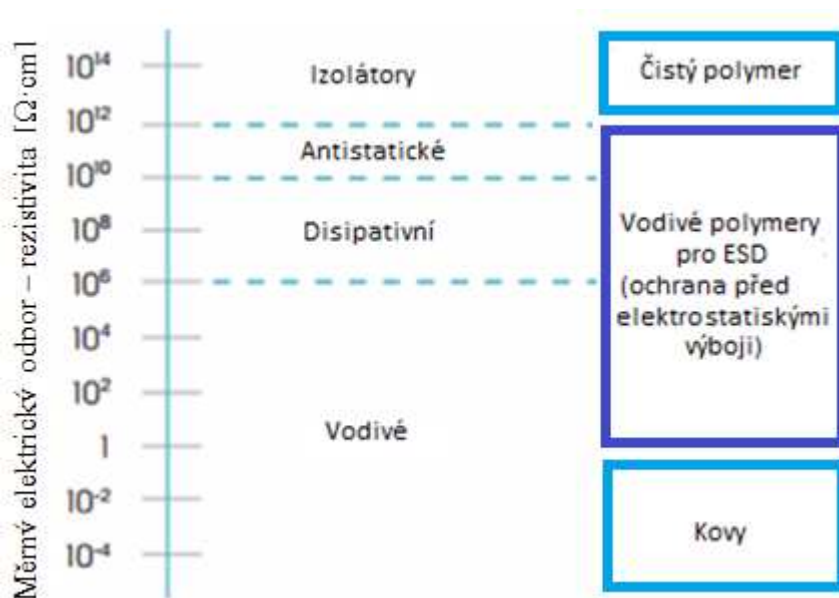 Měrný elektrický odbor – rezistivita [Ω·cm]
10¹⁴
10¹²
10¹⁰
10⁸
10⁶
10⁴
10²
1
10⁻²
10⁻⁴
Izolátory
Antistatické
Disipativní
Vodivé
Čistý polymer
Vodivé polymery
pro ESD
(ochrana před
elektrostatiskými
výboji)
Kovy